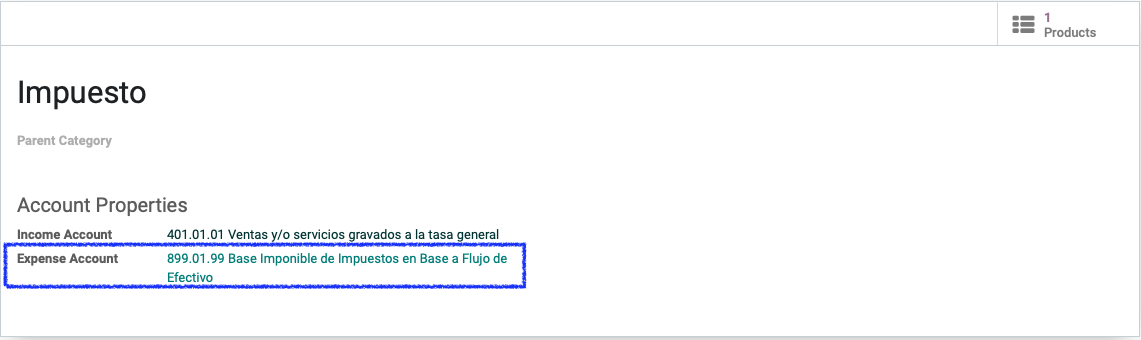 1
Products
Impuesto
Parent Category
Account Properties
Income Account 401.01.01 Ventas y/o servicios gravados a la tasa general
Expense Account 899.01.99 Base Imponible de Impuestos en Base a Flujo de
Efectivo